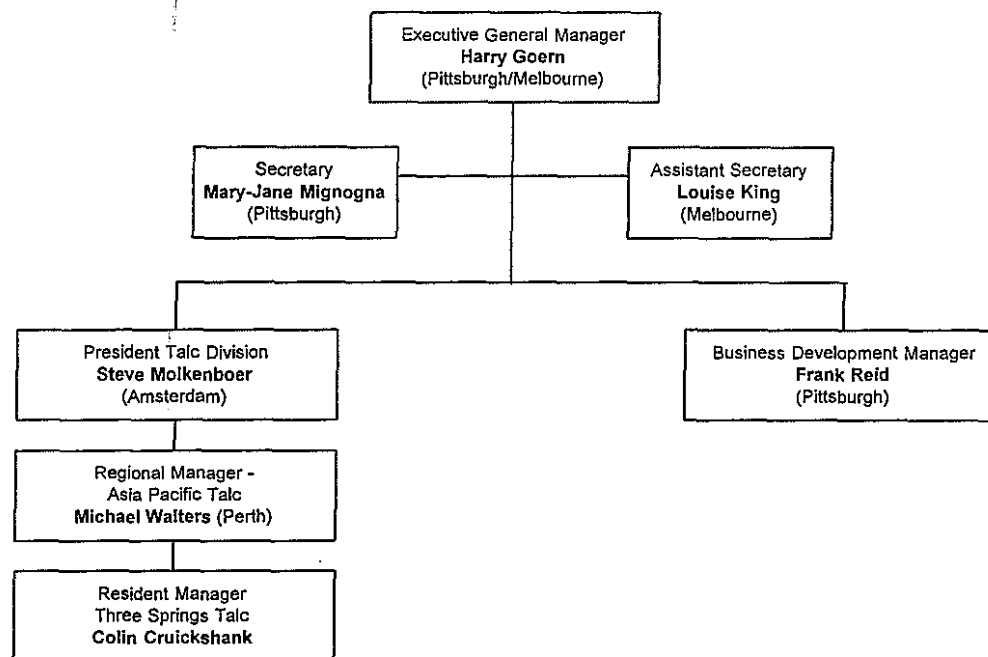 Executive General Manager
Harry Goern
(Pittsburgh/Melbourne)
Secretary
Mary-Jane Mignogna
(Pittsburgh)
Assistant Secretary
Louise King
(Melbourne)
President Talc Division
Steve Molkenboer
(Amsterdam)
Business Development Manager
Frank Reid
(Pittsburgh)
Regional Manager -
Asia Pacific Talc
Michael Walters (Perth)
Resident Manager
Three Springs Talc
Colin Cruickshank